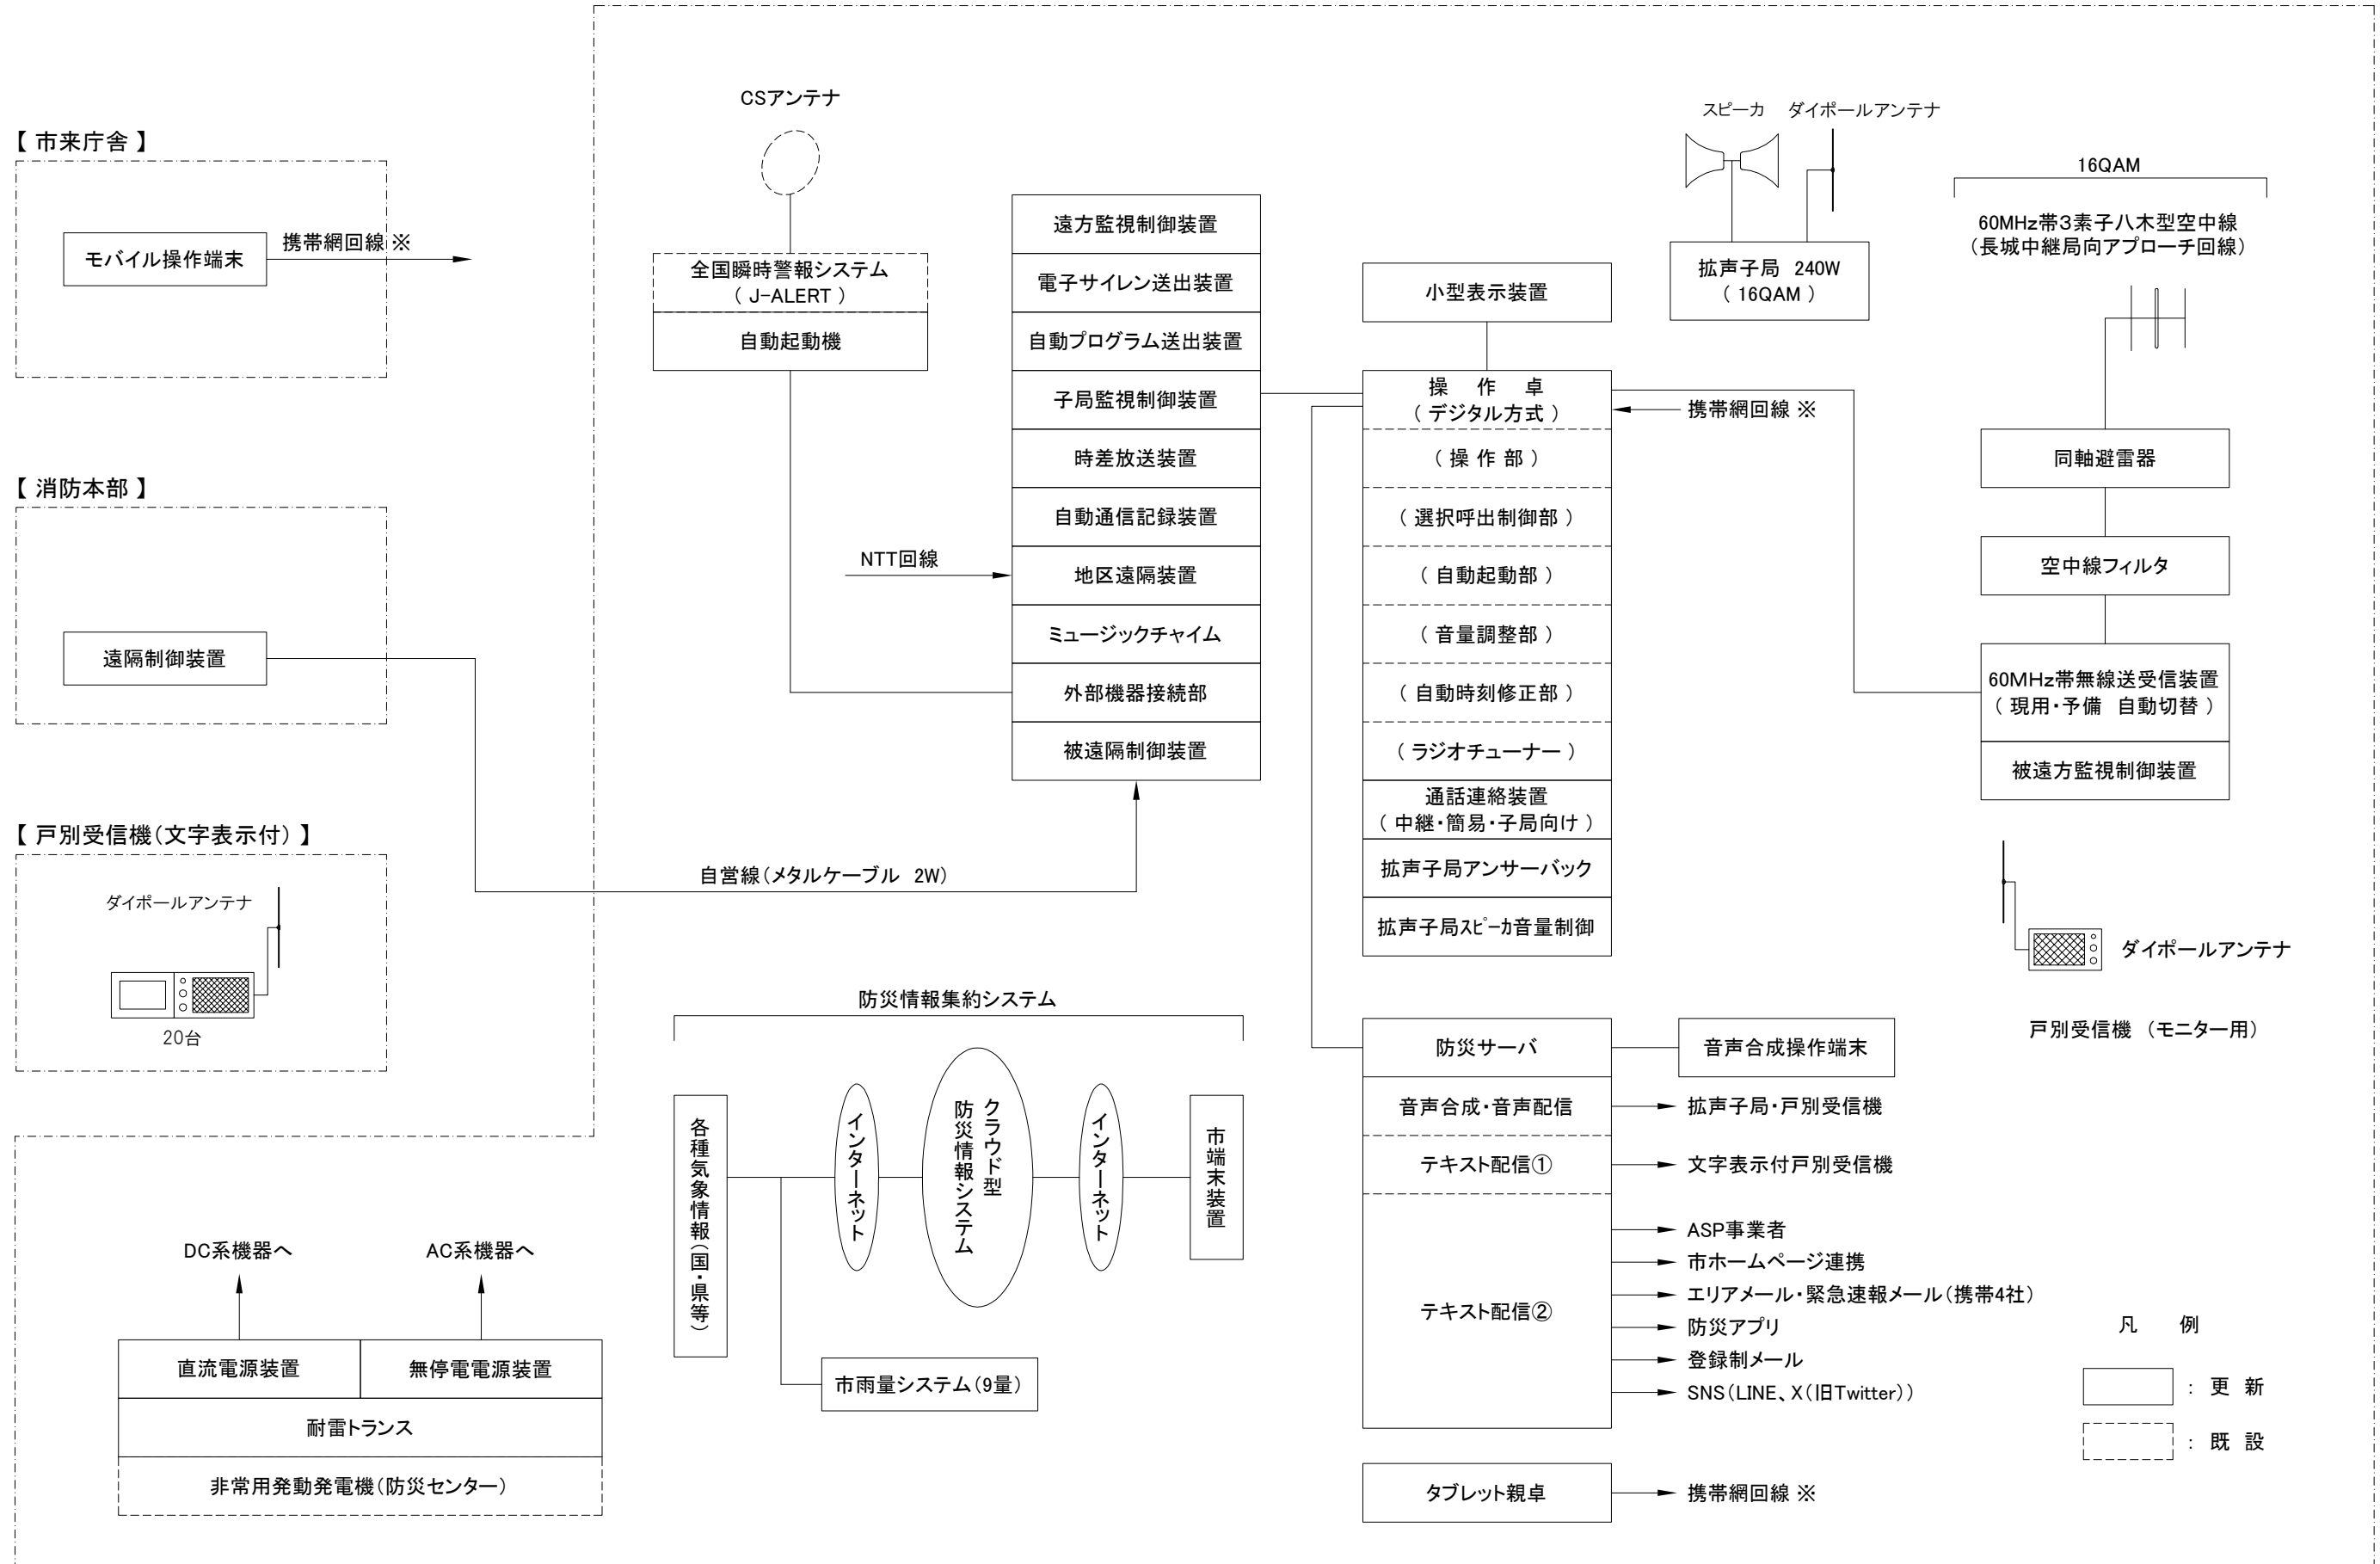 【 市来庁舎 】
モバイル操作端末
携帯網回線 ※
【 消防本部 】
遠隔制御装置
【 戸別受信機（文字表示付） 】
ダイポールアンテナ
20台
自営線（メタルケーブル 2W）
DC系機器へ
AC系機器へ
直流電源装置
無停電電源装置
耐雷トランス
非常用発動発電機（防災センター）
CSアンテナ
全国瞬時警報システム
（ J-ALERT ）
自動起動機
NTT回線
遠方監視制御装置
電子サイレン送出装置
自動プログラム送出装置
子局監視制御装置
時差放送装置
自動通信記録装置
地区遠隔装置
ミュージックチャイム
外部機器接続部
被遠隔制御装置
小型表示装置
操 作 卓
（ デジタル方式 ）
（ 操 作 部 ）
（ 選択呼出制御部 ）
（ 自動起動部 ）
（ 音量調整部 ）
（ 自動時刻修正部 ）
（ ラジオチューナー ）
通話連絡装置
（ 中継・簡易・子局向け ）
拡声子局アンサーバック
拡声子局ｽﾋﾟｰｶ音量制御
携帯網回線 ※
スピーカ
ダイポールアンテナ
拡声子局 240W
（ 16QAM ）
16QAM
60MHz帯3素子八木型空中線
（長城中継局向アプローチ回線）
同軸避雷器
空中線フィルタ
60MHz帯無線送受信装置
（ 現用・予備 自動切替 ）
被遠方監視制御装置
ダイポールアンテナ
戸別受信機 （モニター用）
防災情報集約システム
各種気象情報（国・県等）
インターネット
クラウド型
防災情報システム
インターネット
市端末装置
市雨量システム（9量）
防災サーバ
音声合成操作端末
音声合成・音声配信
拡声子局・戸別受信機
テキスト配信①
文字表示付戸別受信機
テキスト配信②
ASP事業者
市ホームページ連携
エリアメール・緊急速報メール（携帯4社）
防災アプリ
登録制メール
SNS（LINE、X（旧Twitter））
タブレット親卓
携帯網回線 ※
凡 例
： 更 新
： 既 設